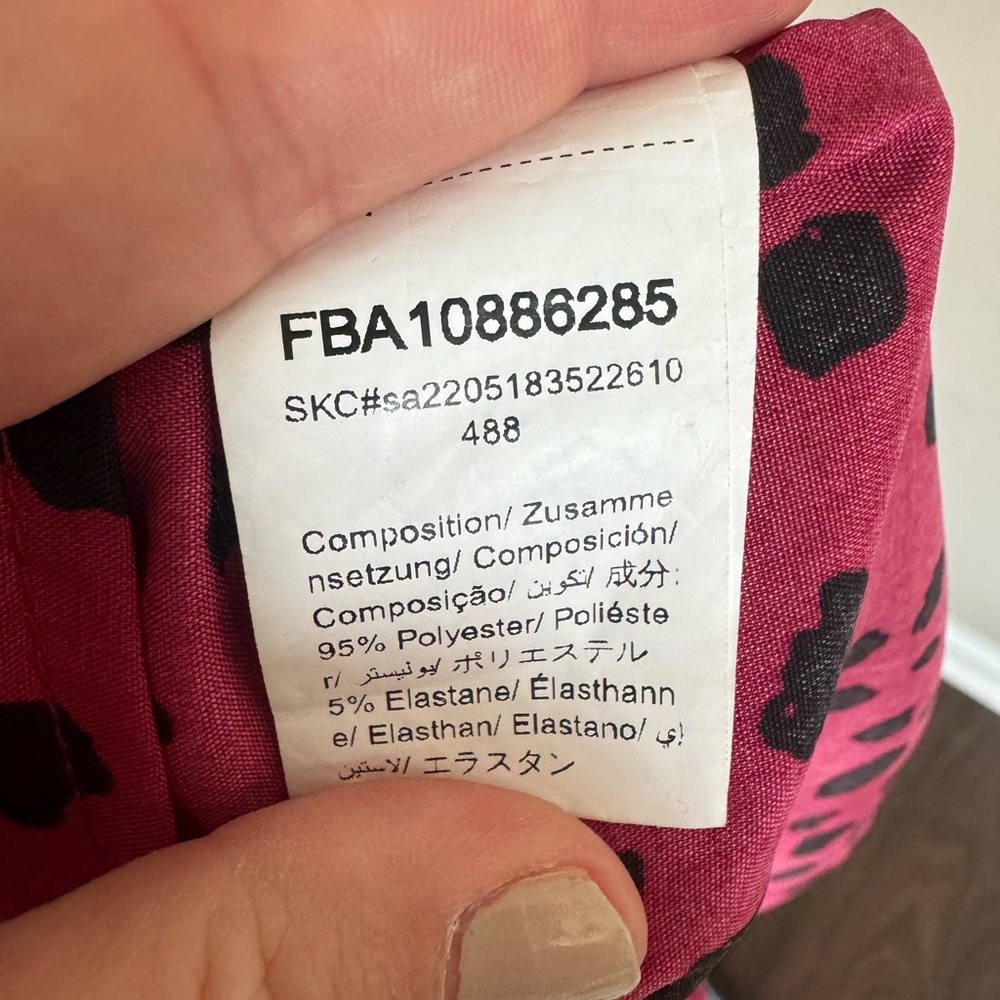 FBA10886285
SKC#sa2205183522610
488
Composition/ Zusamme
nsetzung/ Composición/
Composição/ التكوين/ 成分:
95% Polyester/ Poliéste
r/ بوليستر/ ポリエステル
5% Elastane/ Élasthann
e/ Elasthan/ Elastano/ إي
لاستين/ エラスタン